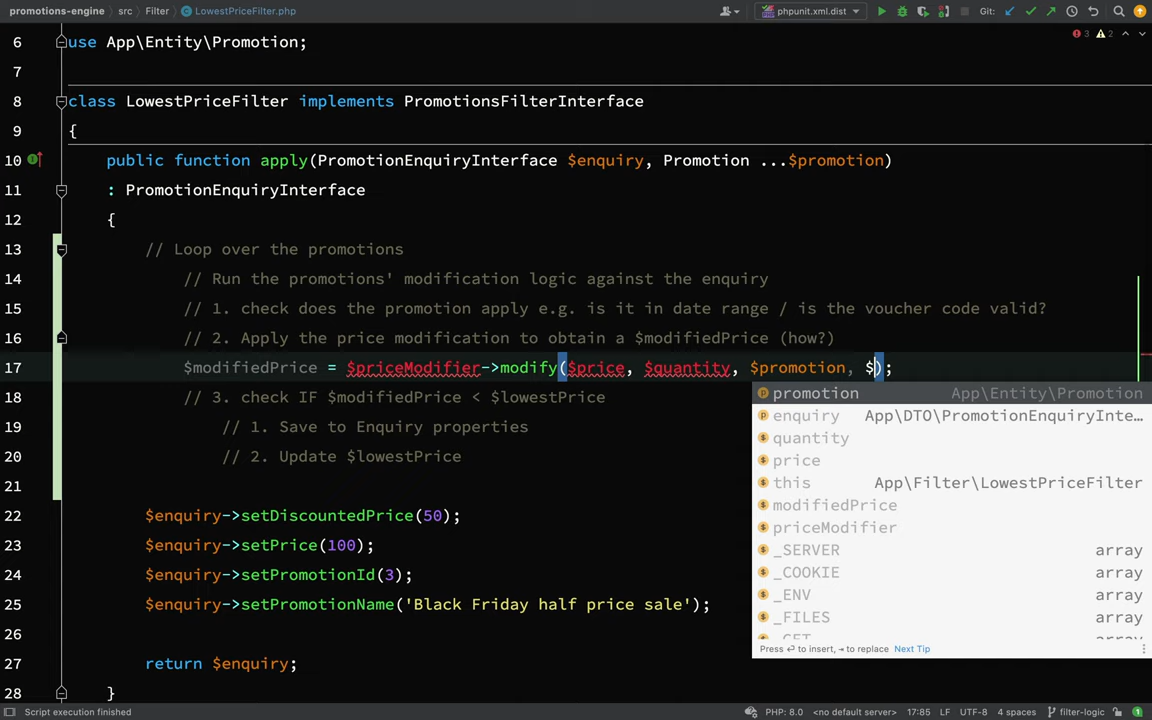 promotions-engine src Filter LowestPriceFilter.php phpunit.xml.dist Git:
6 use App\Entity\Promotion; 3 2
7
8 class LowestPriceFilter implements PromotionsFilterInterface
9 {
10 public function apply(PromotionEnquiryInterface $enquiry, Promotion ...$promotion)
11 : PromotionEnquiryInterface
12 {
13 // Loop over the promotions
14 // Run the promotions' modification logic against the enquiry
15 // 1. check does the promotion apply e.g. is it in date range / is the voucher code valid?
16 // 2. Apply the price modification to obtain a $modifiedPrice (how?)
17 $modifiedPrice = $priceModifier->modify($price, $quantity, $promotion, $);
promotion App\Entity\Promotion
18 // 3. check IF $modifiedPrice < $lowestPrice
enquiry App\DTO\PromotionEnquiryInte…
19 // 1. Save to Enquiry properties
quantity
20 // 2. Update $lowestPrice
price
21
this App\Filter\LowestPriceFilter
modifiedPrice
22 $enquiry->setDiscountedPrice(50);
priceModifier
23 $enquiry->setPrice(100);
_SERVER array
24 $enquiry->setPromotionId(3);
_COOKIE array
_ENV array
25 $enquiry->setPromotionName('Black Friday half price sale');
_FILES array
26
Press ⏎ to insert, ⇥ to replace Next Tip
27 return $enquiry;
28 }
Script execution finished PHP: 8.0 <no default server> 17:85 LF UTF-8 4 spaces filter-logic 1